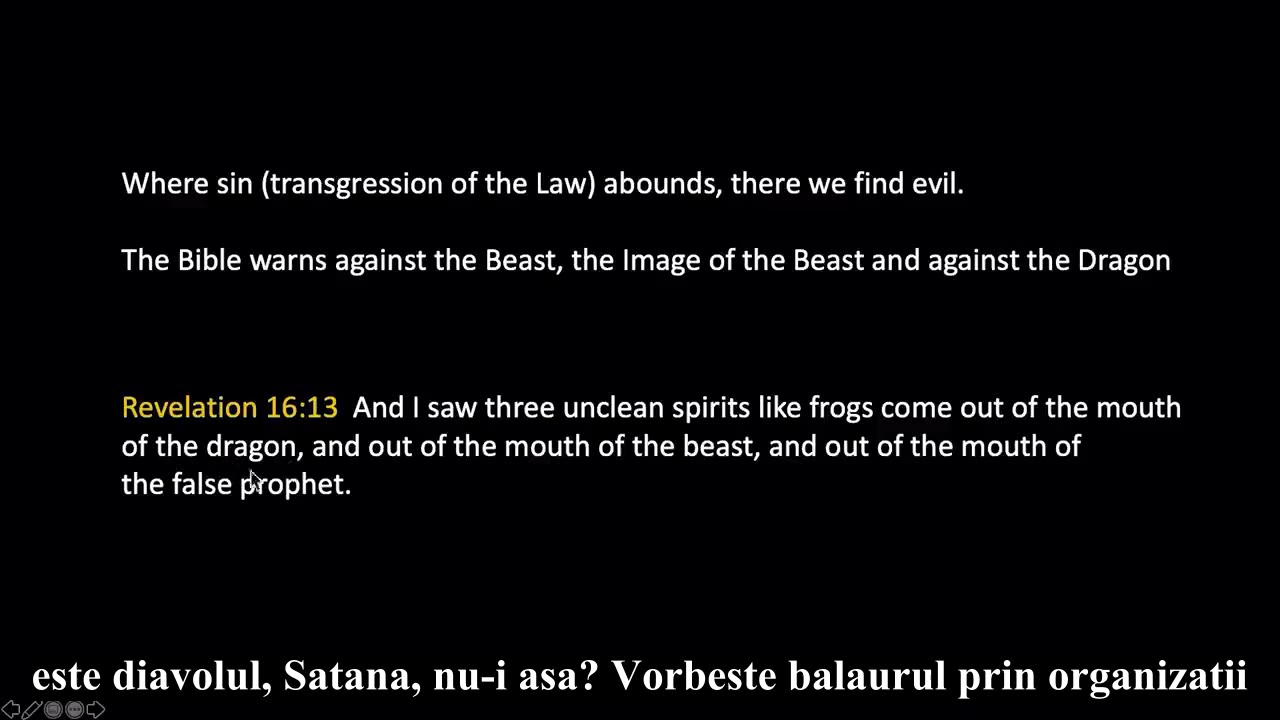 Where sin (transgression of the Law) abounds, there we find evil.
The Bible warns against the Beast, the Image of the Beast and against the Dragon
Revelation 16:13 And I saw three unclean spirits like frogs come out of the mouth
of the dragon, and out of the mouth of the beast, and out of the mouth of
the false prophet.
este diavolul, Satana, nu-i asa? Vorbeste balaurul prin organizatii